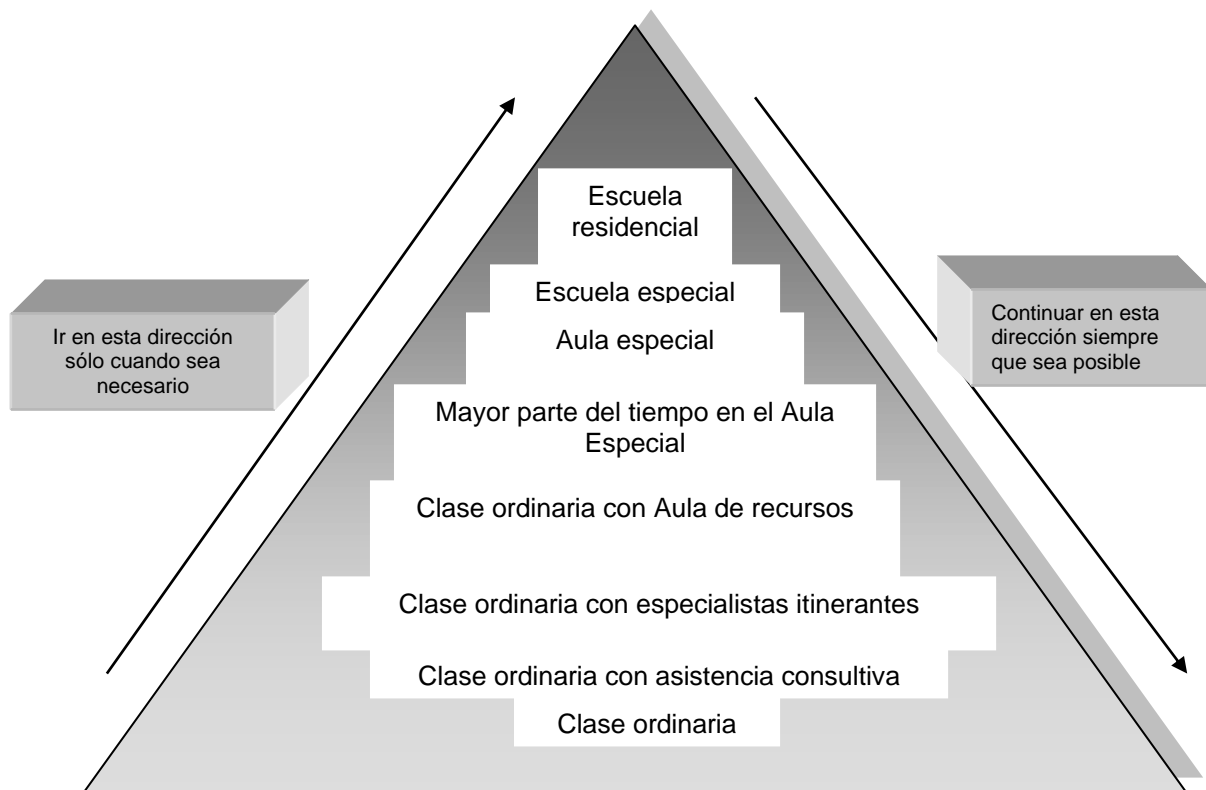 Escuela
residencial
Escuela especial
Aula especial
Mayor parte del tiempo en el Aula
Especial
Clase ordinaria con Aula de recursos
Clase ordinaria con especialistas itinerantes
Clase ordinaria con asistencia consultiva
Clase ordinaria
Ir en esta dirección
sólo cuando sea
necesario
Continuar en esta
dirección siempre
que sea posible